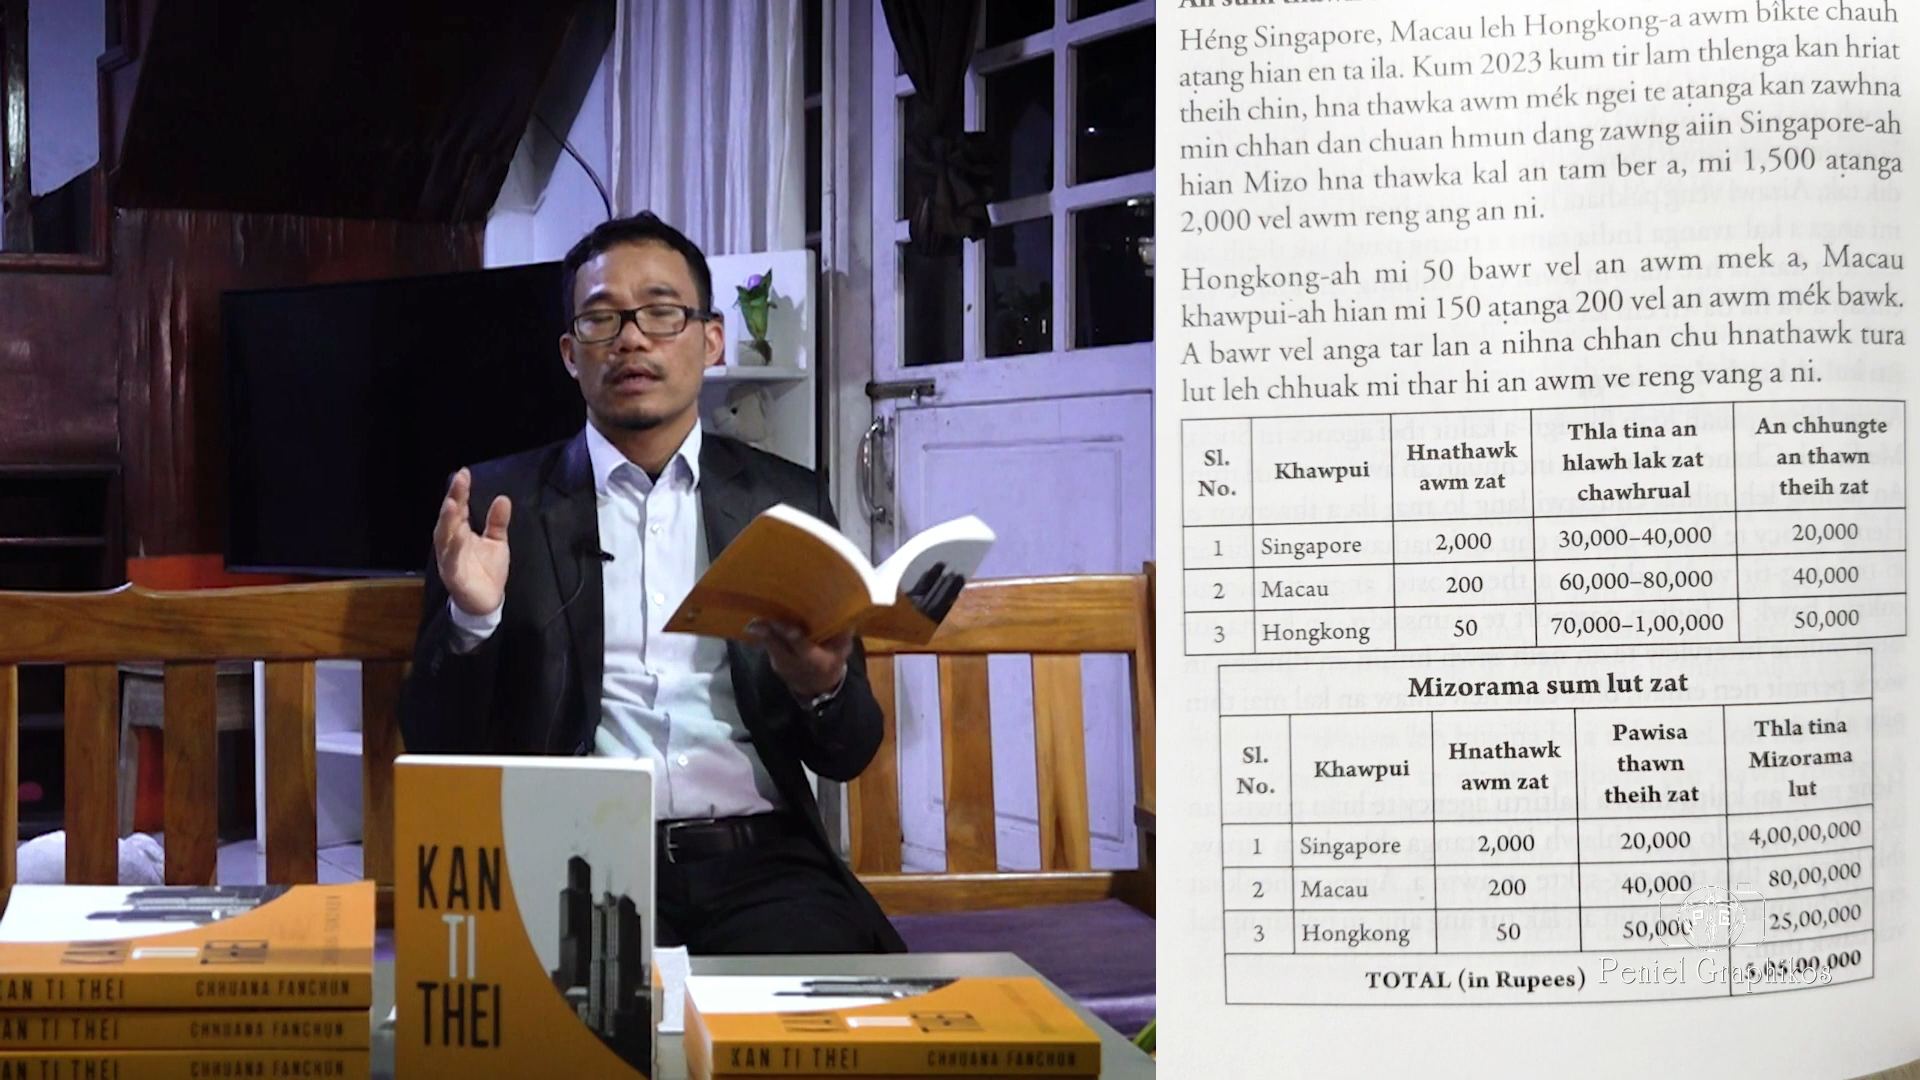 KAN
TI
THEI
KAN TI THEI CHHUANA FANCHUN
KAN TI THEI CHHUANA FANCHUN
KAN TI THEI CHHUANA FANCHUN
KAN TI THEI CHHUANA FANCHUN
Héng Singapore, Macau leh Hongkong-a awm bîkte chauh
aṭang hian en ta ila. Kum 2023 kum tir lam thlenga kan hriat
theih chin, hna thawka awm mék ngei te aṭanga kan zawhna
min chhan dan chuan hmun dang zawng aiin Singapore-ah
hian Mizo hna thawka kal an tam ber a, mi 1,500 aṭanga
2,000 vel awm reng ang an ni.
Hongkong-ah mi 50 bawr vel an awm mek a, Macau
khawpui-ah hian mi 150 aṭanga 200 vel an awm mék bawk.
A bawr vel anga tar lan a nihna chhan chu hnathawk tura
lut leh chhuak mi thar hi an awm ve reng vang a ni.
Sl. No. Khawpui Hnathawk awm zat Thla tina an hlawh lak zat chawhrual An chhungte an thawn theih zat
1 Singapore 2,000 30,000–40,000 20,000
2 Macau 200 60,000–80,000 40,000
3 Hongkong 50 70,000–1,00,000 50,000
Mizorama sum lut zat
Sl. No. Khawpui Hnathawk awm zat Pawisa thawn theih zat Thla tina Mizorama lut
1 Singapore 2,000 20,000 4,00,00,000
2 Macau 200 40,000 80,00,000
3 Hongkong 50 50,000 25,00,000
TOTAL (in Rupees) 5,05,00,000
PG
Peniel Graphikos